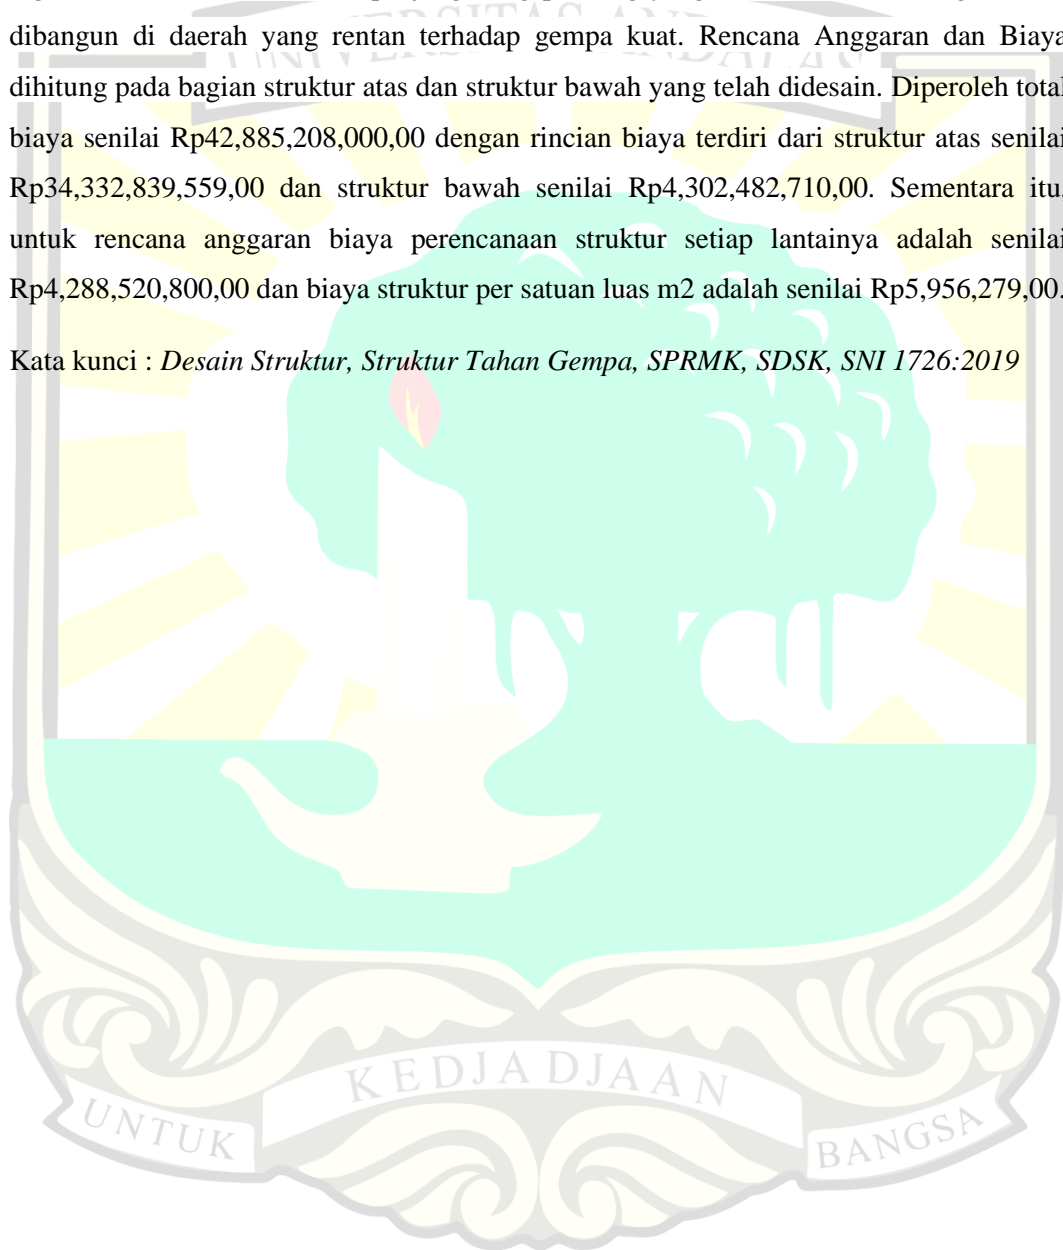 dibangun di daerah yang rentan terhadap gempa kuat. Rencana Anggaran dan Biaya
dihitung pada bagian struktur atas dan struktur bawah yang telah didesain. Diperoleh total
biaya senilai Rp42,885,208,000,00 dengan rincian biaya terdiri dari struktur atas senilai
Rp34,332,839,559,00 dan struktur bawah senilai Rp4,302,482,710,00. Sementara itu,
untuk rencana anggaran biaya perencanaan struktur setiap lantainya adalah senilai
Rp4,288,520,800,00 dan biaya struktur per satuan luas m2 adalah senilai Rp5,956,279,00.
Kata kunci : Desain Struktur, Struktur Tahan Gempa, SPRMK, SDSK, SNI 1726:2019
UNIVERSITAS ANDALAS
KEDJADJAAN
UNTUK
BANGSA